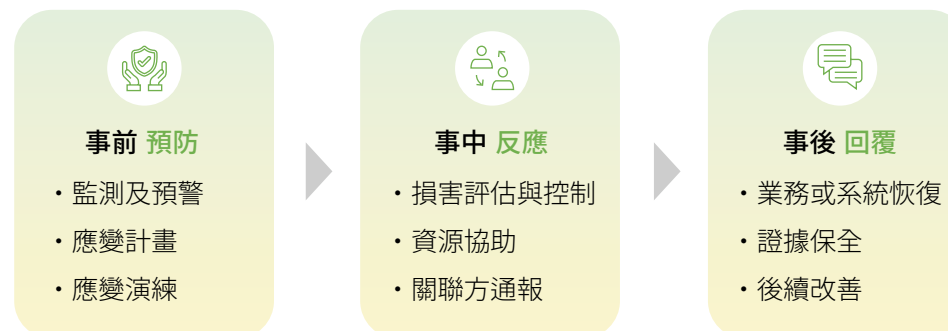 事前 預防
・監測及預警
・應變計畫
・應變演練
事中 反應
・損害評估與控制
・資源協助
・關聯方通報
事後 回覆
・業務或系統恢復
・證據保全
・後續改善